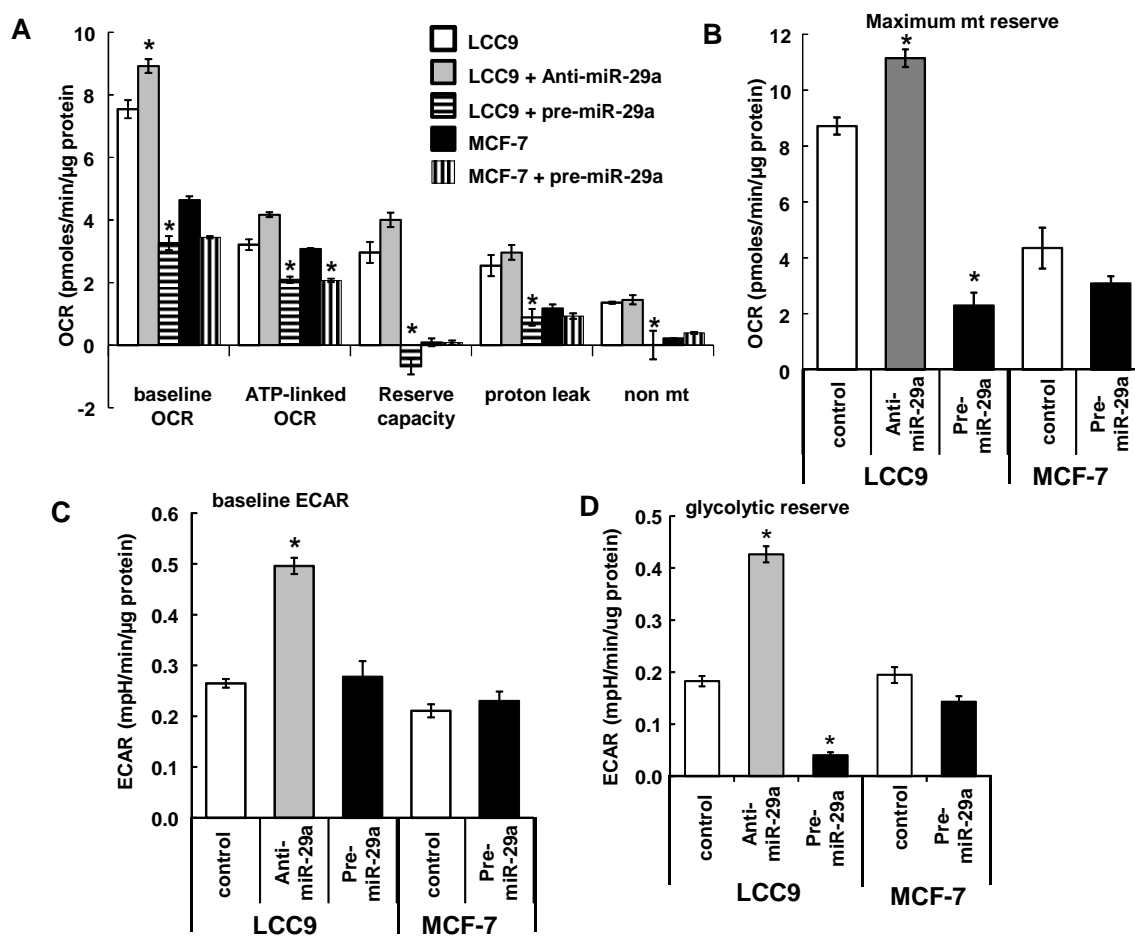 A
OCR (pmoles/min/µg protein)
10
8
6
4
2
0
-2
*
*
*
*
*
*
*
LCC9
LCC9 + Anti-miR-29a
LCC9 + pre-miR-29a
MCF-7
MCF-7 + pre-miR-29a
baseline OCR
ATP-linked OCR
Reserve capacity
proton leak
non mt
B
Maximum mt reserve
OCR (pmoles/min/µg protein)
12
10
8
6
4
2
0
*
*
control
Anti-
miR-29a
Pre-
miR-29a
control
Pre-
miR-29a
LCC9
MCF-7
C
baseline ECAR
ECAR (mpH/min/µg protein)
0.6
0.5
0.4
0.3
0.2
0.1
0.0
*
control
Anti-
miR-29a
Pre-
miR-29a
control
Pre-
miR-29a
LCC9
MCF-7
D
glycolytic reserve
ECAR (mpH/min/ug protein)
0.5
0.4
0.3
0.2
0.1
0.0
*
*
control
Anti-
miR-29a
Pre-
miR-29a
control
Pre-
miR-29a
LCC9
MCF-7